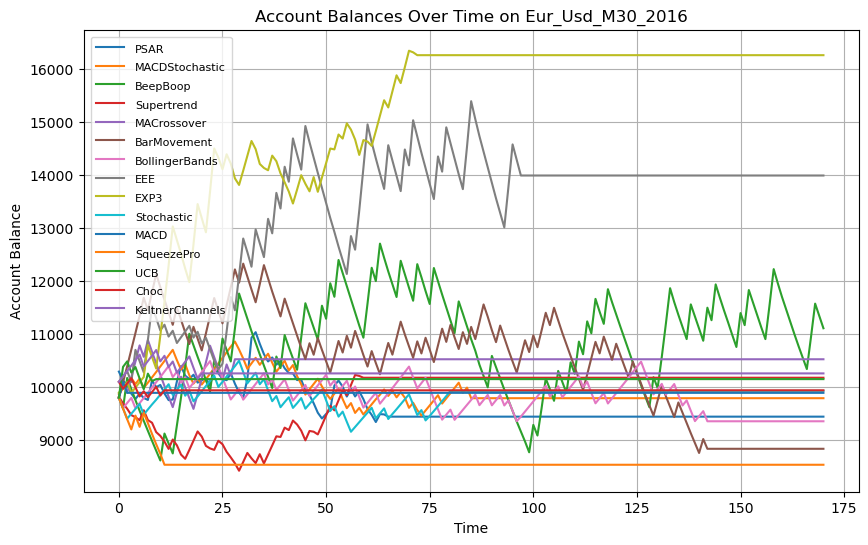 Account Balances Over Time on Eur_Usd_M30_2016
PSAR
MACDStochastic
BeepBoop
Supertrend
MACrossover
BarMovement
BollingerBands
EEE
EXP3
Stochastic
MACD
SqueezePro
UCB
Choc
KeltnerChannels
Account Balance
16000
15000
14000
13000
12000
11000
10000
9000
0 25 50 75 100 125 150 175
Time